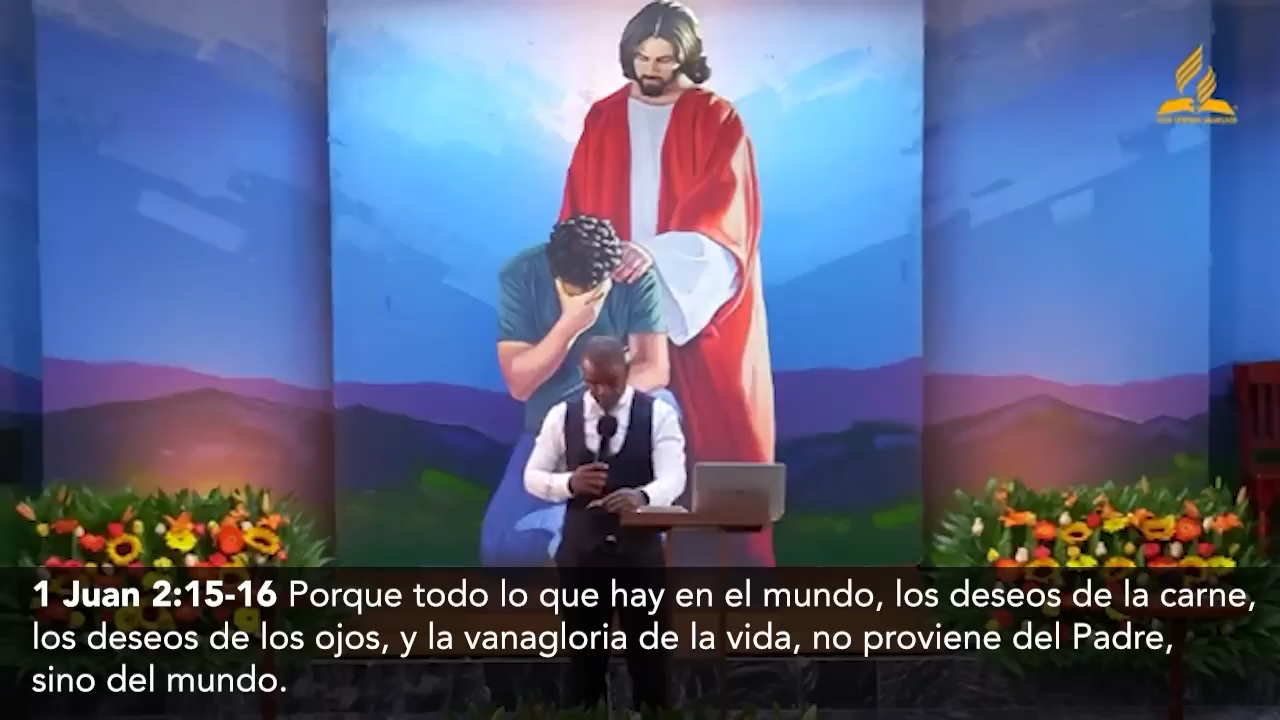 1 Juan 2:15-16 Porque todo lo que hay en el mundo, los deseos de la carne,
los deseos de los ojos, y la vanagloria de la vida, no proviene del Padre,
sino del mundo.